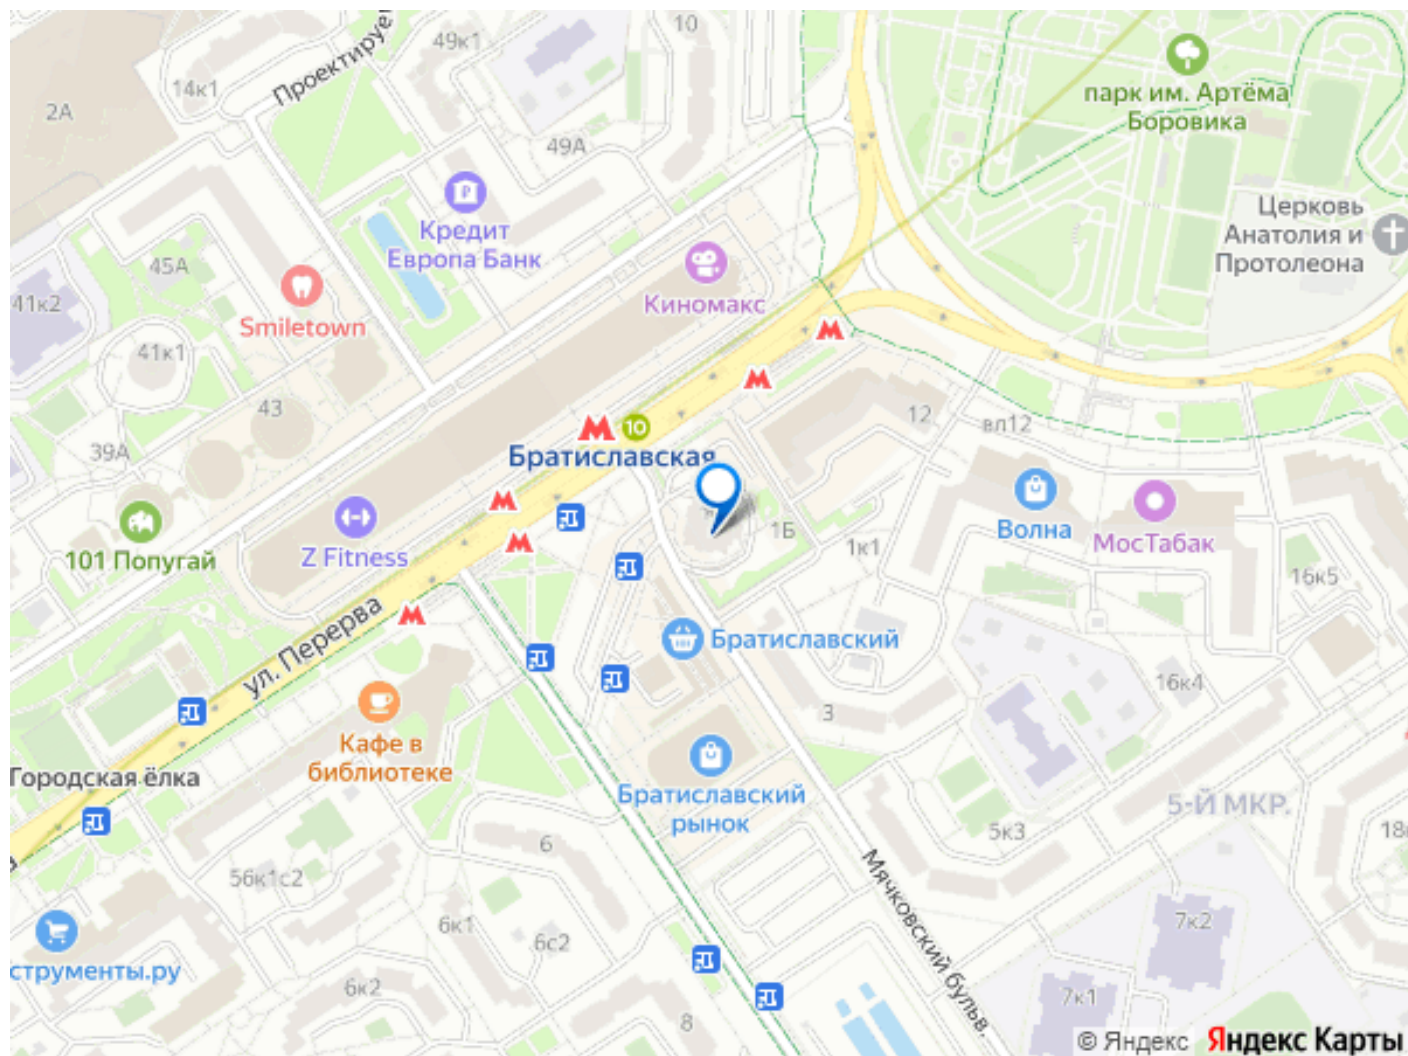 Проектируе
49к1
10
14к1
2А
49А
парк им. Артёма
Боровика
Кредит
Европа Банк
Церковь
Анатолия и
Протолеона
45А
41к2
Smiletown
Киномакс
41к1
43
39А
12
вл12
10
Братиславская
101 Попугай
Z Fitness
1Б
1к1
Волна
МосТабак
16к5
ул. Перерва
Братиславский
16к4
3
Кафе в
библиотеке
Городская ёлка
Братиславский
рынок
5-Й МКР.
5к3
18
6
56к1с2
Мячковский бульв.
6к1
6с2
7к2
струменты.ру
6к2
7к1
8
© Яндекс Яндекс Карты